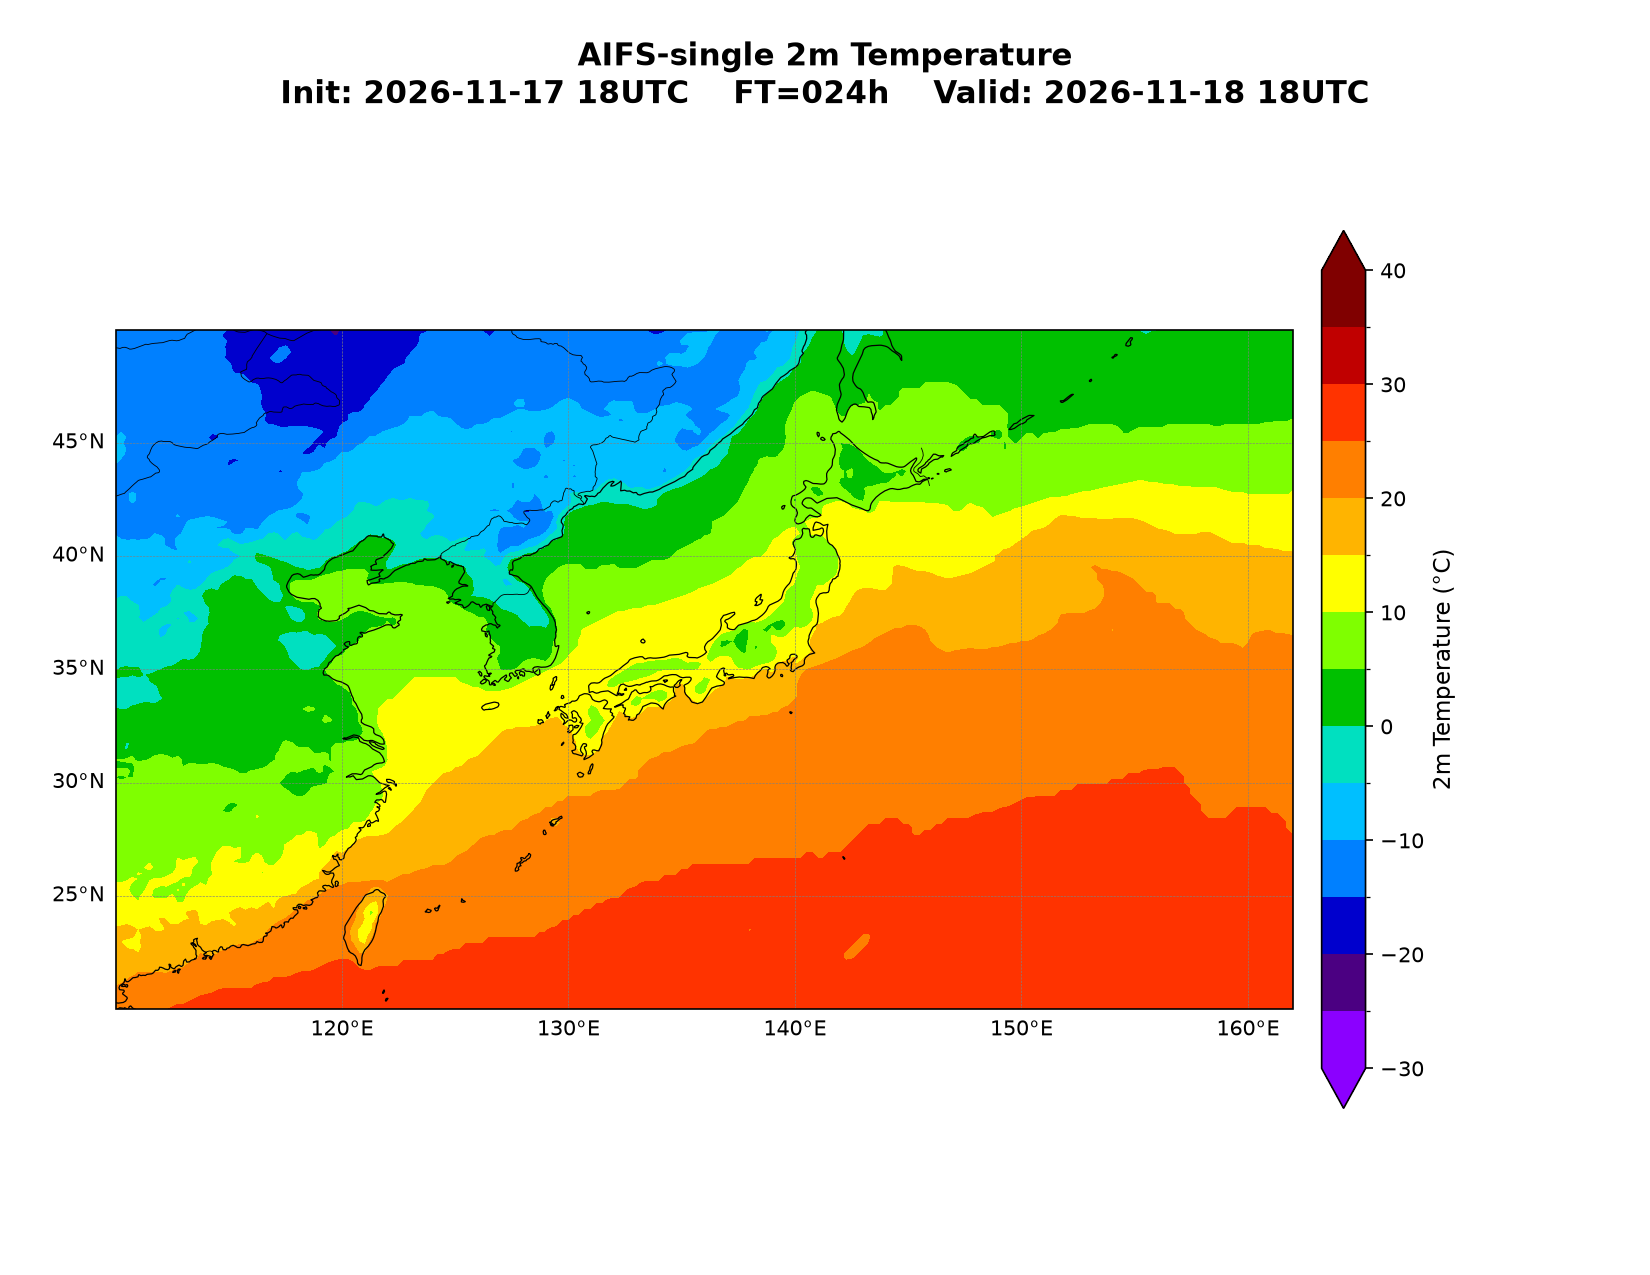 AIFS-single 2m Temperature
Init: 2026-11-17 18UTC    FT=024h    Valid: 2026-11-18 18UTC
40
30
20
10
0
−10
−20
−30
2m Temperature (°C)
45°N
40°N
35°N
30°N
25°N
120°E
130°E
140°E
150°E
160°E